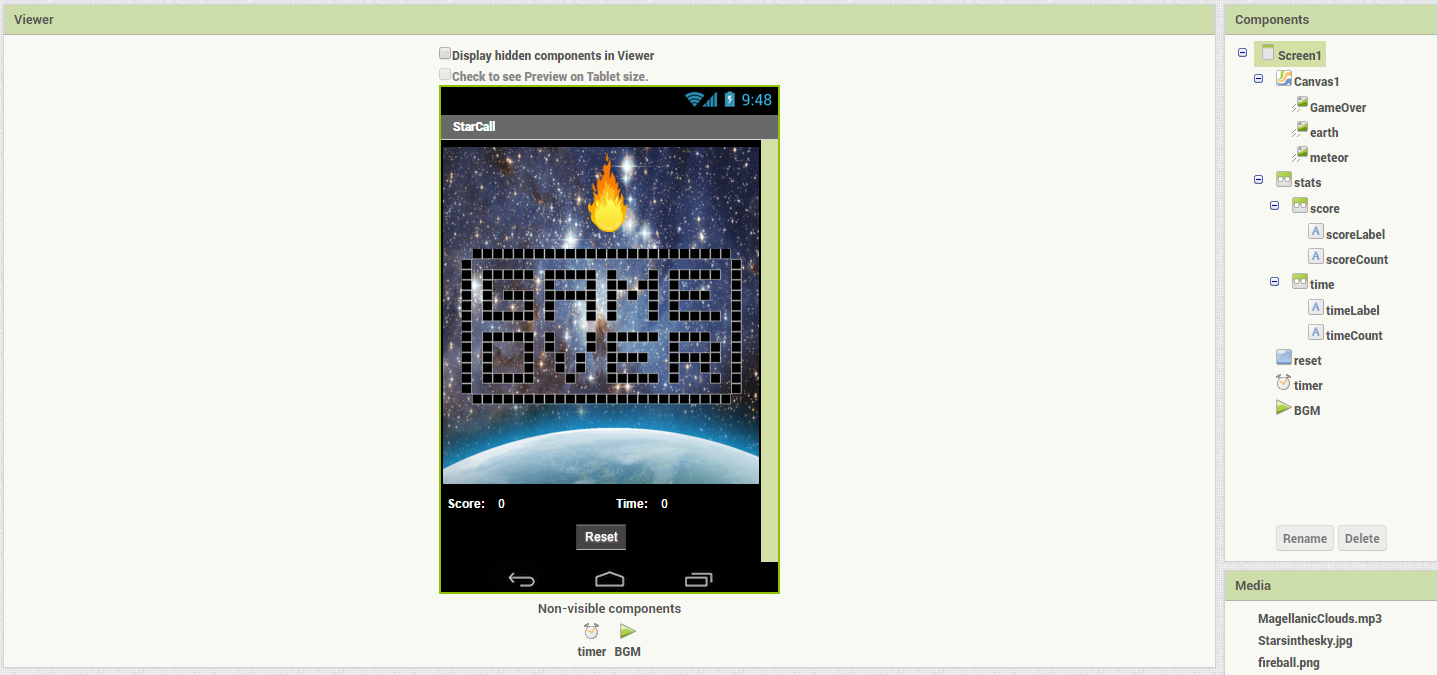 Viewer
Display hidden components in Viewer
Check to see Preview on Tablet size.
9:48
StarCall
GAME
OVER
Score: 0 Time: 0
Reset
Non-visible components
timer BGM
Components
Screen1
Canvas1
GameOver
earth
meteor
stats
score
A scoreLabel
A scoreCount
time
A timeLabel
A timeCount
reset
timer
BGM
Rename Delete
Media
MagellanicClouds.mp3
Starsinthesky.jpg
fireball.png